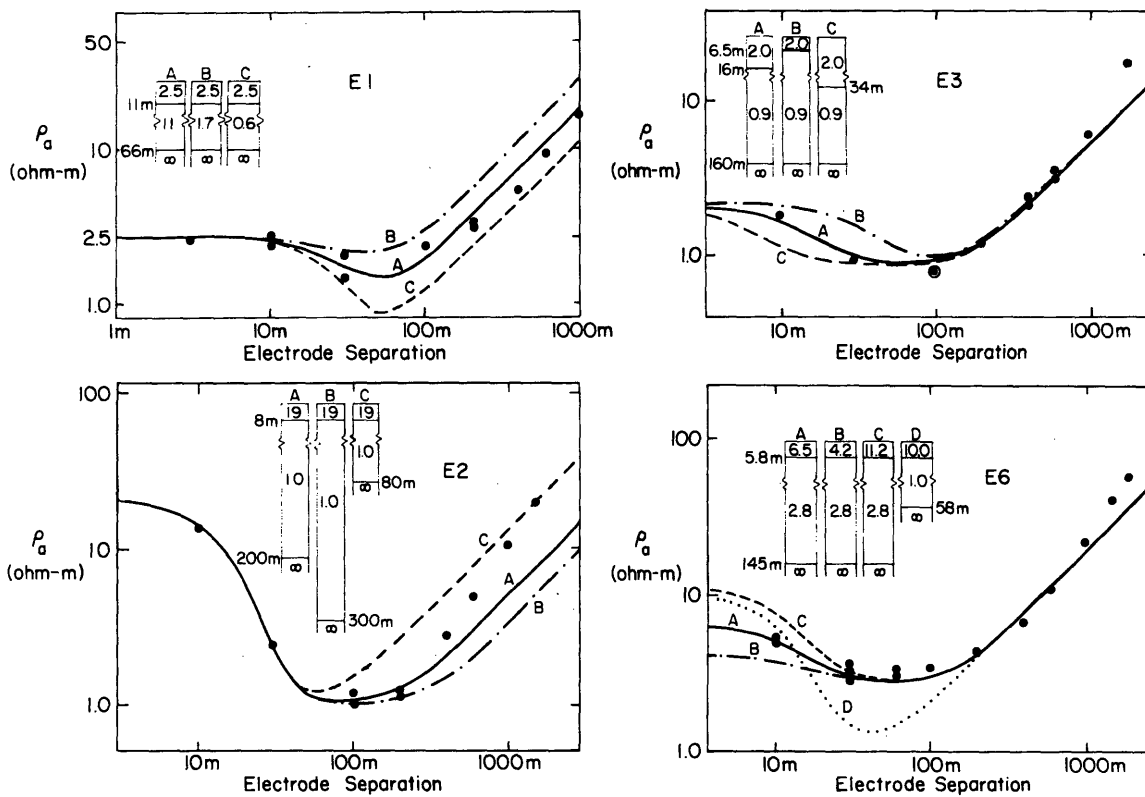 E1
50
10
2.5
1.0
ρa
(ohm-m)
1m 10m 100m 1000m
Electrode Separation
A B C
2.5 2.5 2.5
11m
11 1.7 0.6
66m
∞ ∞ ∞
B
A
C
E3
10
1.0
ρa
(ohm-m)
10m 100m 1000m
Electrode Separation
A B C
6.5m
2.0 2.0 2.0
16m
34m
0.9 0.9 0.9
160m
∞ ∞ ∞
B
A
C
E2
100
10
1.0
ρa
(ohm-m)
10m 100m 1000m
Electrode Separation
A B C
19 19 19
8m
1.0 1.0 1.0
80m
200m
300m
∞ ∞ ∞
C
A
B
E6
100
10
1.0
ρa
(ohm-m)
10m 100m 1000m
Electrode Separation
A B C D
6.5 4.2 11.2 10.0
5.8m
2.8 2.8 2.8 1.0
58m
145m
∞ ∞ ∞ ∞
C
A
B
D